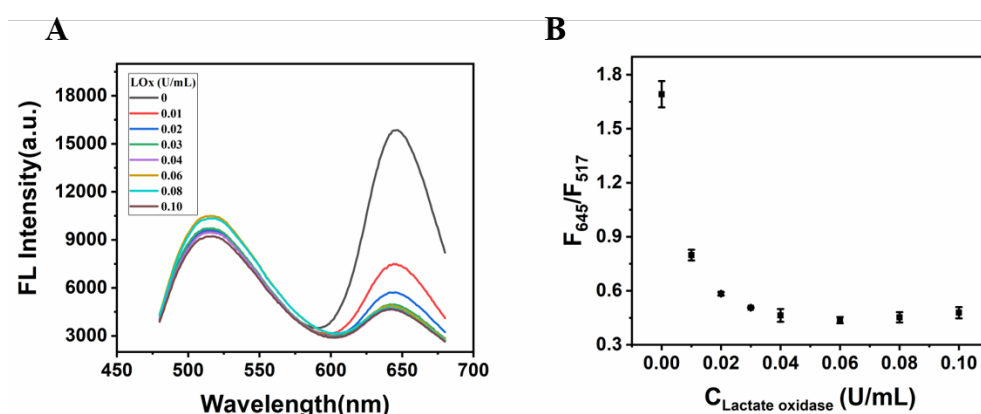 A
B
LOx (U/mL)
0
0.01
0.02
0.03
0.04
0.06
0.08
0.10
18000
15000
12000
9000
6000
3000
FL Intensity(a.u.)
450 500 550 600 650 700
Wavelength(nm)
1.8
1.5
1.2
0.9
0.6
0.3
F645/F517
0.00 0.02 0.04 0.06 0.08 0.10
CLactate oxidase (U/mL)